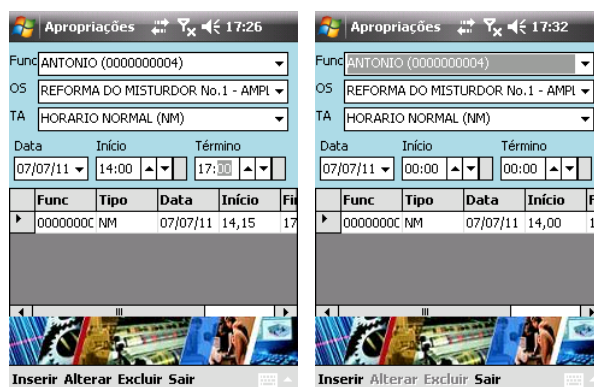 Apropriações 17:26
Func ANTONIO (0000000004)
OS REFORMA DO MISTURDOR No.1 - AMPL
TA HORARIO NORMAL (NM)
Data Início Término
07/07/11 14:00 17:00
Func Tipo Data Início Fi
0000000C NM 07/07/11 14,15 17
Inserir Alterar Excluir Sair
Apropriações 17:32
Func ANTONIO (0000000004)
OS REFORMA DO MISTURDOR No.1 - AMPL
TA HORARIO NORMAL (NM)
Data Início Término
07/07/11 00:00 00:00
Func Tipo Data Início F
0000000C NM 07/07/11 14,00 1
Inserir Alterar Excluir Sair